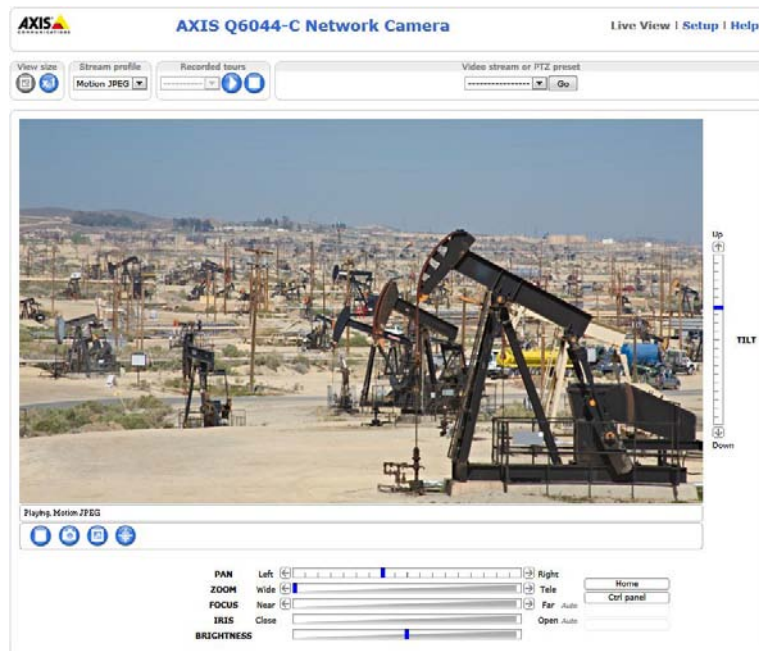 AXIS
COMMUNICATIONS
AXIS Q6044-C Network Camera
Live View | Setup | Help
View size
Stream profile
Recorded tours
Video stream or PTZ preset
Motion JPEG
----------
---------------
Go
Up
TILT
Down
Playing, Motion JPEG
PAN Left Right
ZOOM Wide Tele
FOCUS Near Far Auto
IRIS Close Open Auto
BRIGHTNESS
Home
Ctrl panel